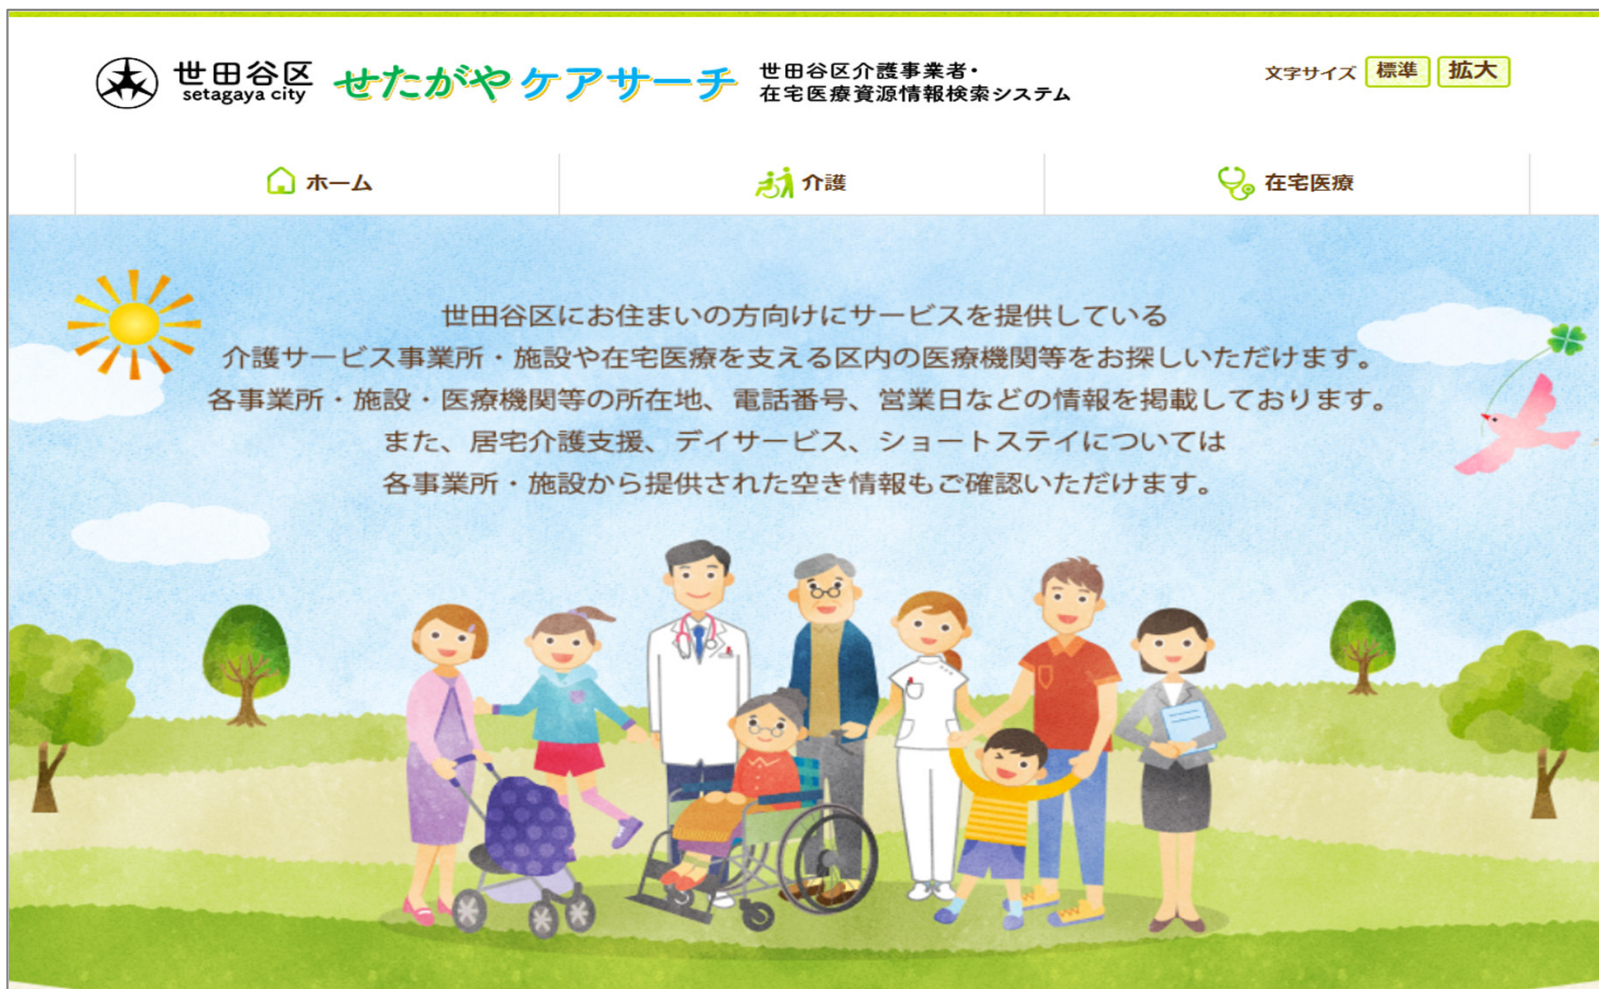 世田谷区
setagaya city
せたがやケアサーチ
世田谷区介護事業者・
在宅医療資源情報検索システム
文字サイズ 標準 拡大
ホーム 介護 在宅医療
世田谷区にお住まいの方向けにサービスを提供している
介護サービス事業所・施設や在宅医療を支える区内の医療機関等をお探しいただけます。
各事業所・施設・医療機関等の所在地、電話番号、営業日などの情報を掲載しております。
また、居宅介護支援、デイサービス、ショートステイについては
各事業所・施設から提供された空き情報もご確認いただけます。